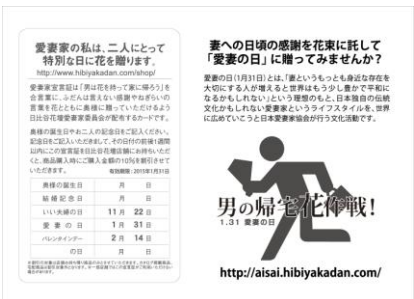 愛妻家の私は、二人にとって
特別な日に花を贈ります。
http://www.hibiyakadan.com/shop/
愛妻家宣言証は「男は花を持って家に帰ろう」を
合言葉に、ふだんは言えない感謝やねぎらいの
言葉を花とともに奥様に贈っていただけるよう
日比谷花壇愛妻家委員会が配布するカードです。
奥様の誕生日やお二人の記念日をご記入ください。
記念日をご記入いただきまして、その日付の前後1週間
以内にこの宣言証を日比谷花壇店舗にお持ちいただ
くと、商品購入時にご購入金額の10%を割引させて
いただきます。 有効期限:2015年1月31日
奥様の誕生日 月 日
結婚記念日 月 日
いい夫婦の日 11月 22日
愛妻の日 1月 31日
バレンタインデー 2月 14日
の日 月 日
妻への日頃の感謝を花束に託して
「愛妻の日」に贈ってみませんか?
愛妻の日(1月31日)とは、「妻というもっとも身近な存在を
大切にする人が増えると世界はもう少し豊かで平和に
なるかもしれない」という理想のもと、日本独自の伝統
文化かもしれない愛妻家というライフスタイルを、世界
に広めていこうと日本愛妻家協会が行う文化活動です。
男の帰宅花作戦!
1.31 愛妻の日
http://aisai.hibiyakadan.com/